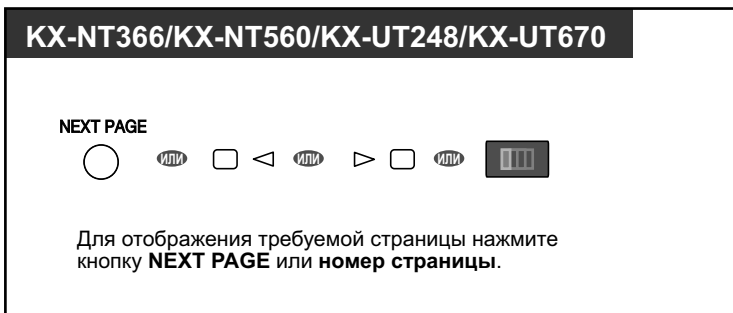 KX-NT366/KX-NT560/KX-UT248/KX-UT670
NEXT PAGE
ИЛИ ИЛИ ИЛИ
Для отображения требуемой страницы нажмите
кнопку NEXT PAGE или номер страницы.